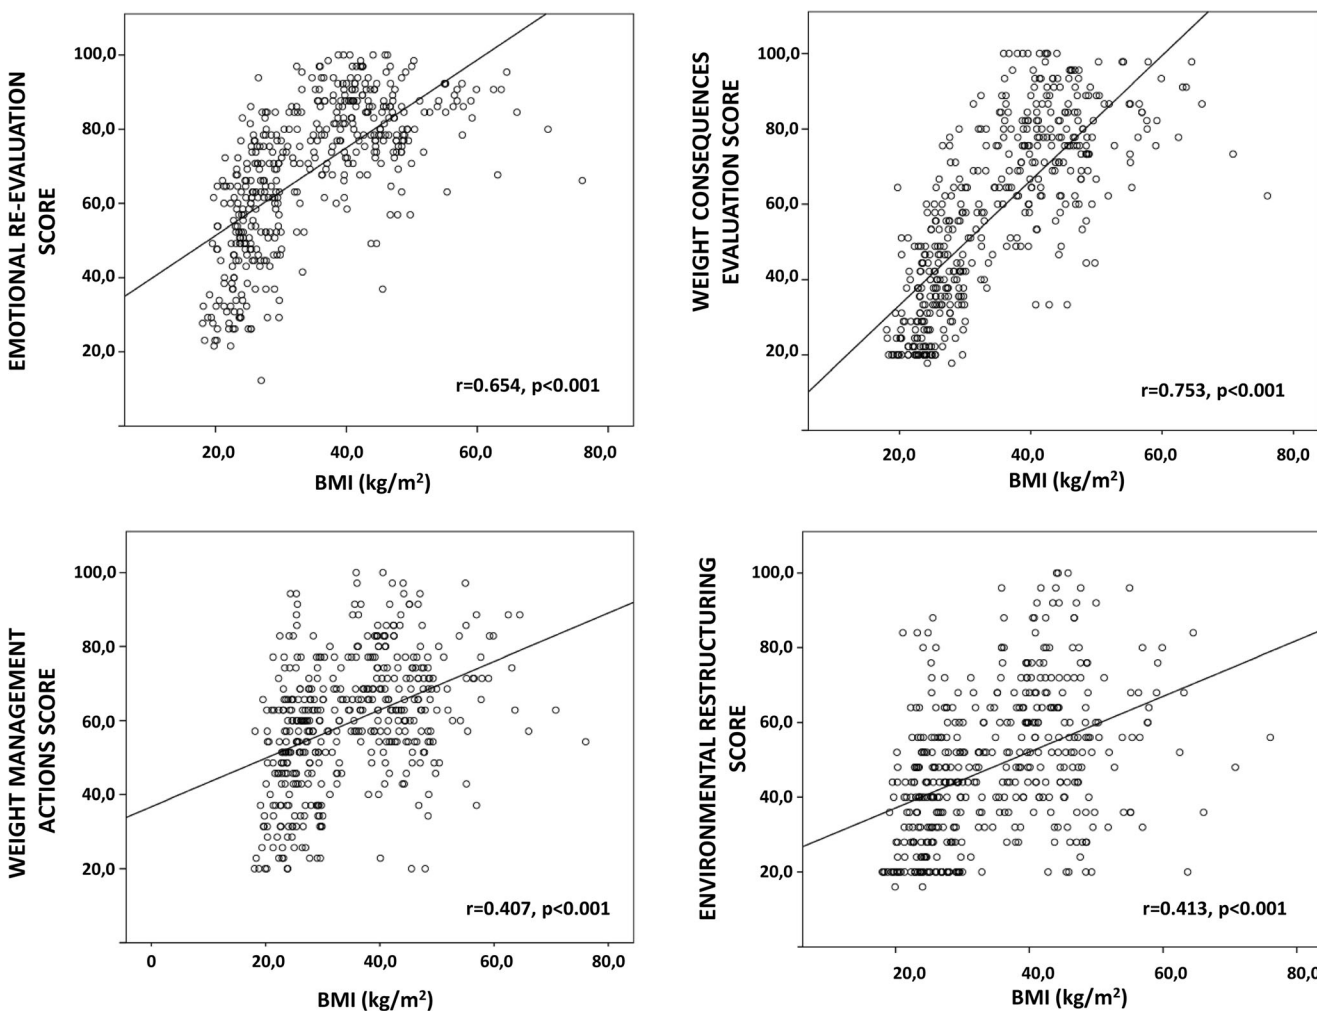 EMOTIONAL RE-EVALUATION
SCORE
100,0
80,0
60,0
40,0
20,0
r=0.654, p<0.001
20,0 40,0 60,0 80,0
BMI (kg/m²)
WEIGHT CONSEQUENCES
EVALUATION SCORE
100,0
80,0
60,0
40,0
20,0
r=0.753, p<0.001
20,0 40,0 60,0 80,0
BMI (kg/m²)
WEIGHT MANAGEMENT
ACTIONS SCORE
100,0
80,0
60,0
40,0
20,0
r=0.407, p<0.001
0 20,0 40,0 60,0 80,0
BMI (kg/m²)
ENVIRONMENTAL RESTRUCTURING
SCORE
100,0
80,0
60,0
40,0
20,0
r=0.413, p<0.001
20,0 40,0 60,0 80,0
BMI (kg/m²)